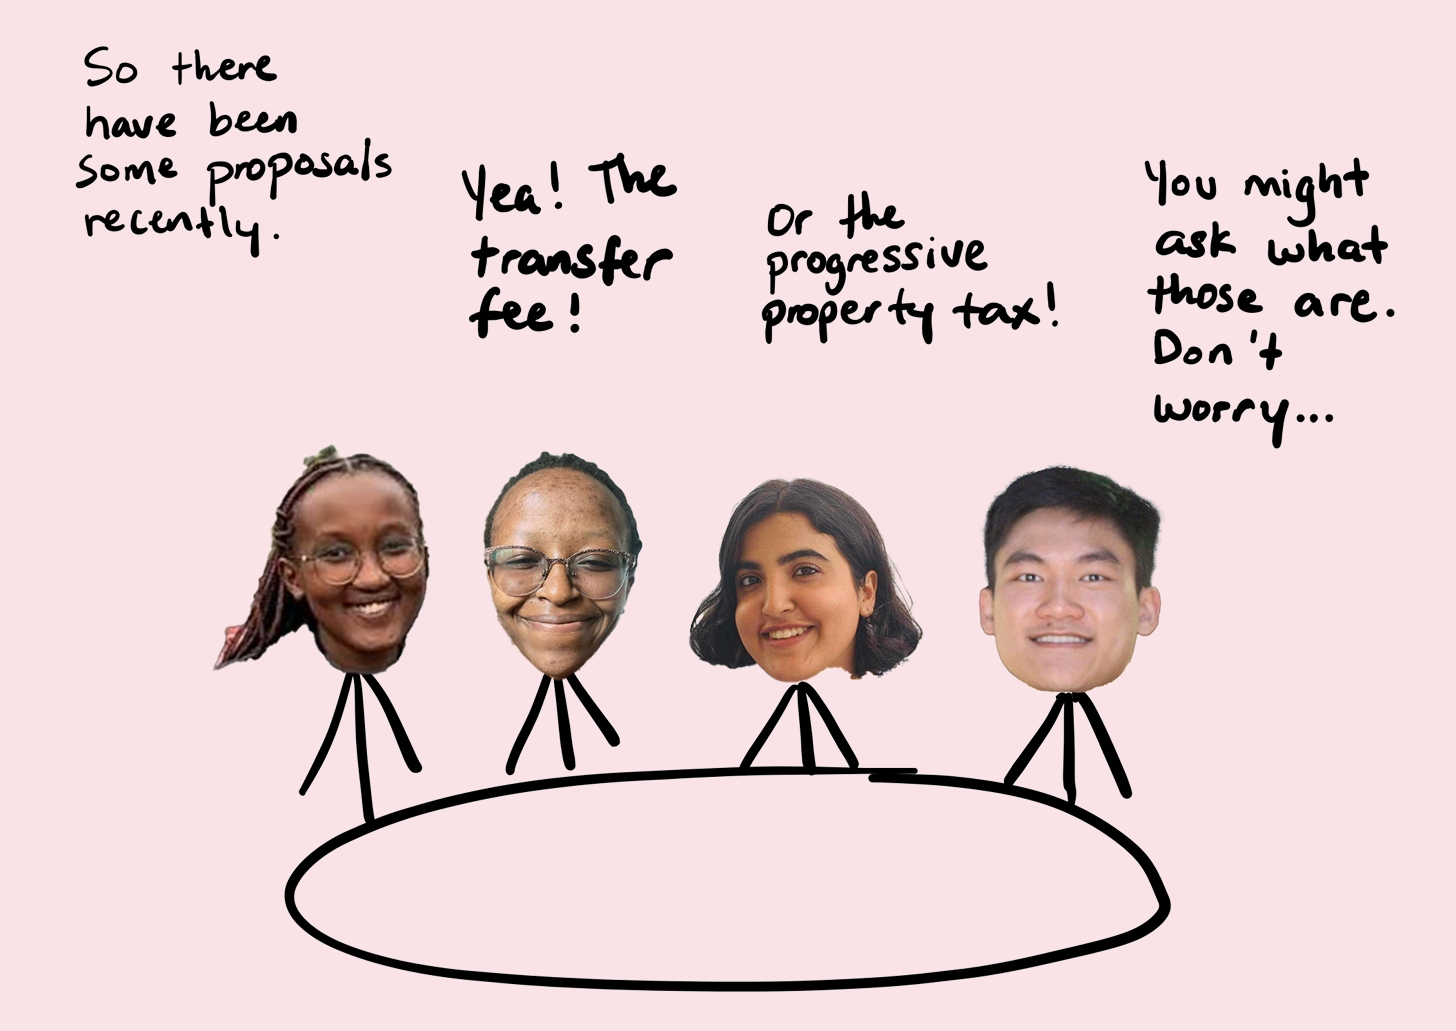 So there
have been
some proposals
recently.
Yea! The
transfer
fee!
Or the
progressive
property tax!
You might
ask what
those are.
Don't
worry...